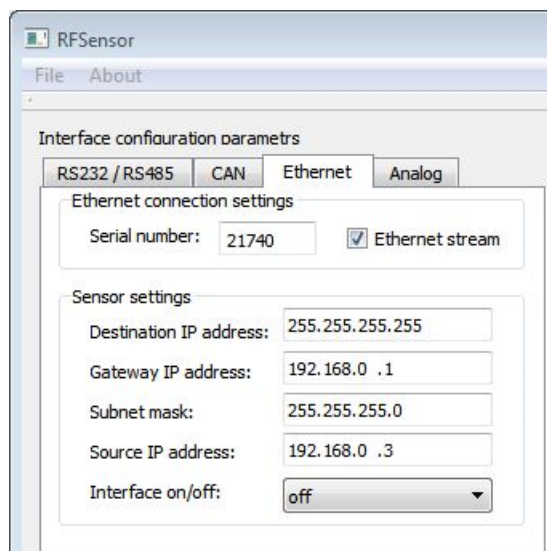 RFSensor
File About
Interface configuration parametrs
RS232 / RS485 CAN Ethernet Analog
Ethernet connection settings
Serial number: 21740 Ethernet stream
Sensor settings
Destination IP address: 255.255.255.255
Gateway IP address: 192.168.0 .1
Subnet mask: 255.255.255.0
Source IP address: 192.168.0 .3
Interface on/off: off